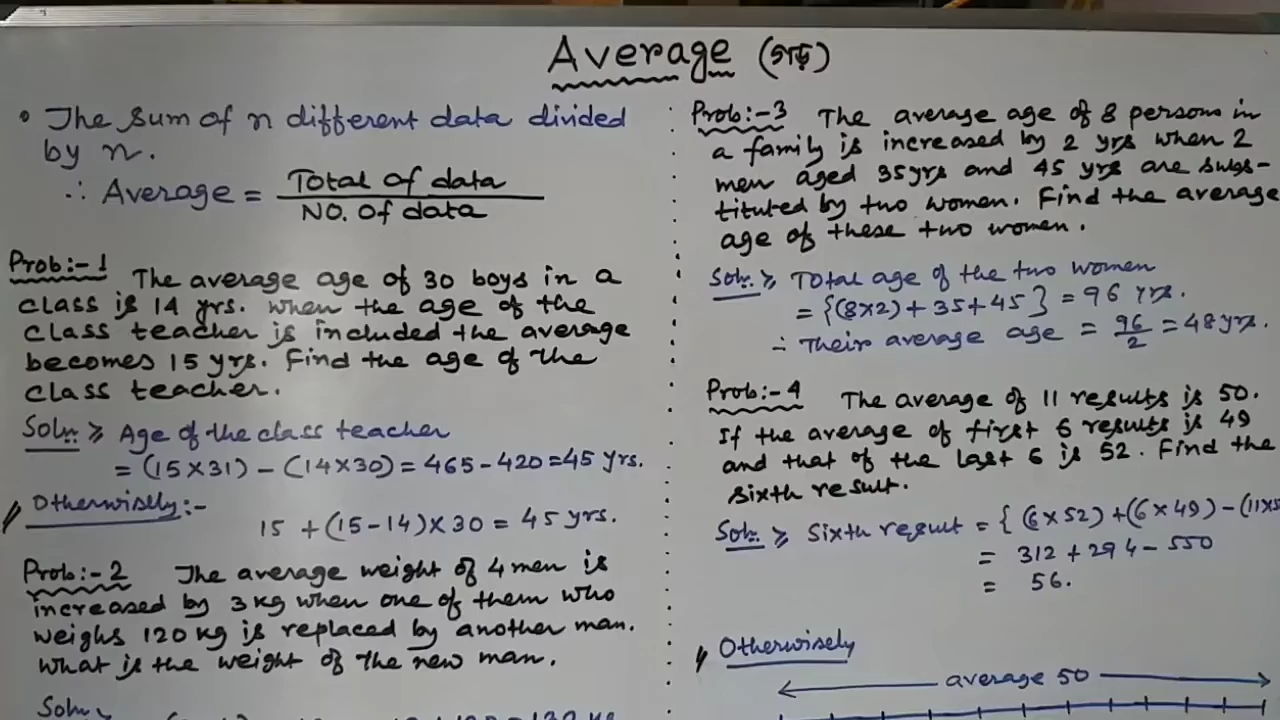 Average (গড়)
• The sum of n different data divided
by n.
∴ Average = Total of data / No. of data
Prob:-1 The average age of 30 boys in a
class is 14 yrs. when the age of the
class teacher is included the average
becomes 15 yrs. Find the age of the
class teacher.
Soln:⇒ Age of the class teacher
= (15×31) - (14×30) = 465-420=45 yrs.
Otherwisely:-
15 + (15-14)×30 = 45 yrs.
Prob:-2 The average weight of 4 men is
increased by 3 kg when one of them who
weighs 120 kg is replaced by another man.
What is the weight of the new man.
Soln
Prob:-3 The average age of 8 persons in
a family is increased by 2 yrs when 2
men aged 35yrs and 45 yrs are subs-
tituted by two women. Find the average
age of these two women.
Soln:⇒ Total age of the two women
= {(8×2)+35+45} = 96 yrs.
∴ Their average age = 96/2 = 48yrs.
Prob:-4 The average of 11 results is 50.
If the average of first 6 results is 49
and that of the last 6 is 52. Find the
sixth result.
Soln:⇒ Sixth result = { (6×52)+(6×49)-(11×5
= 312+294-550
= 56.
Otherwisely
average 50